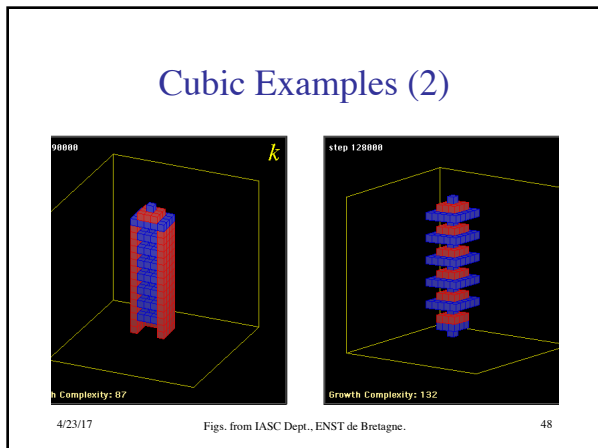 Cubic Examples (2)
90000
k
h Complexity: 87
step 128000
Growth Complexity: 132
4/23/17
Figs. from IASC Dept., ENST de Bretagne.
48